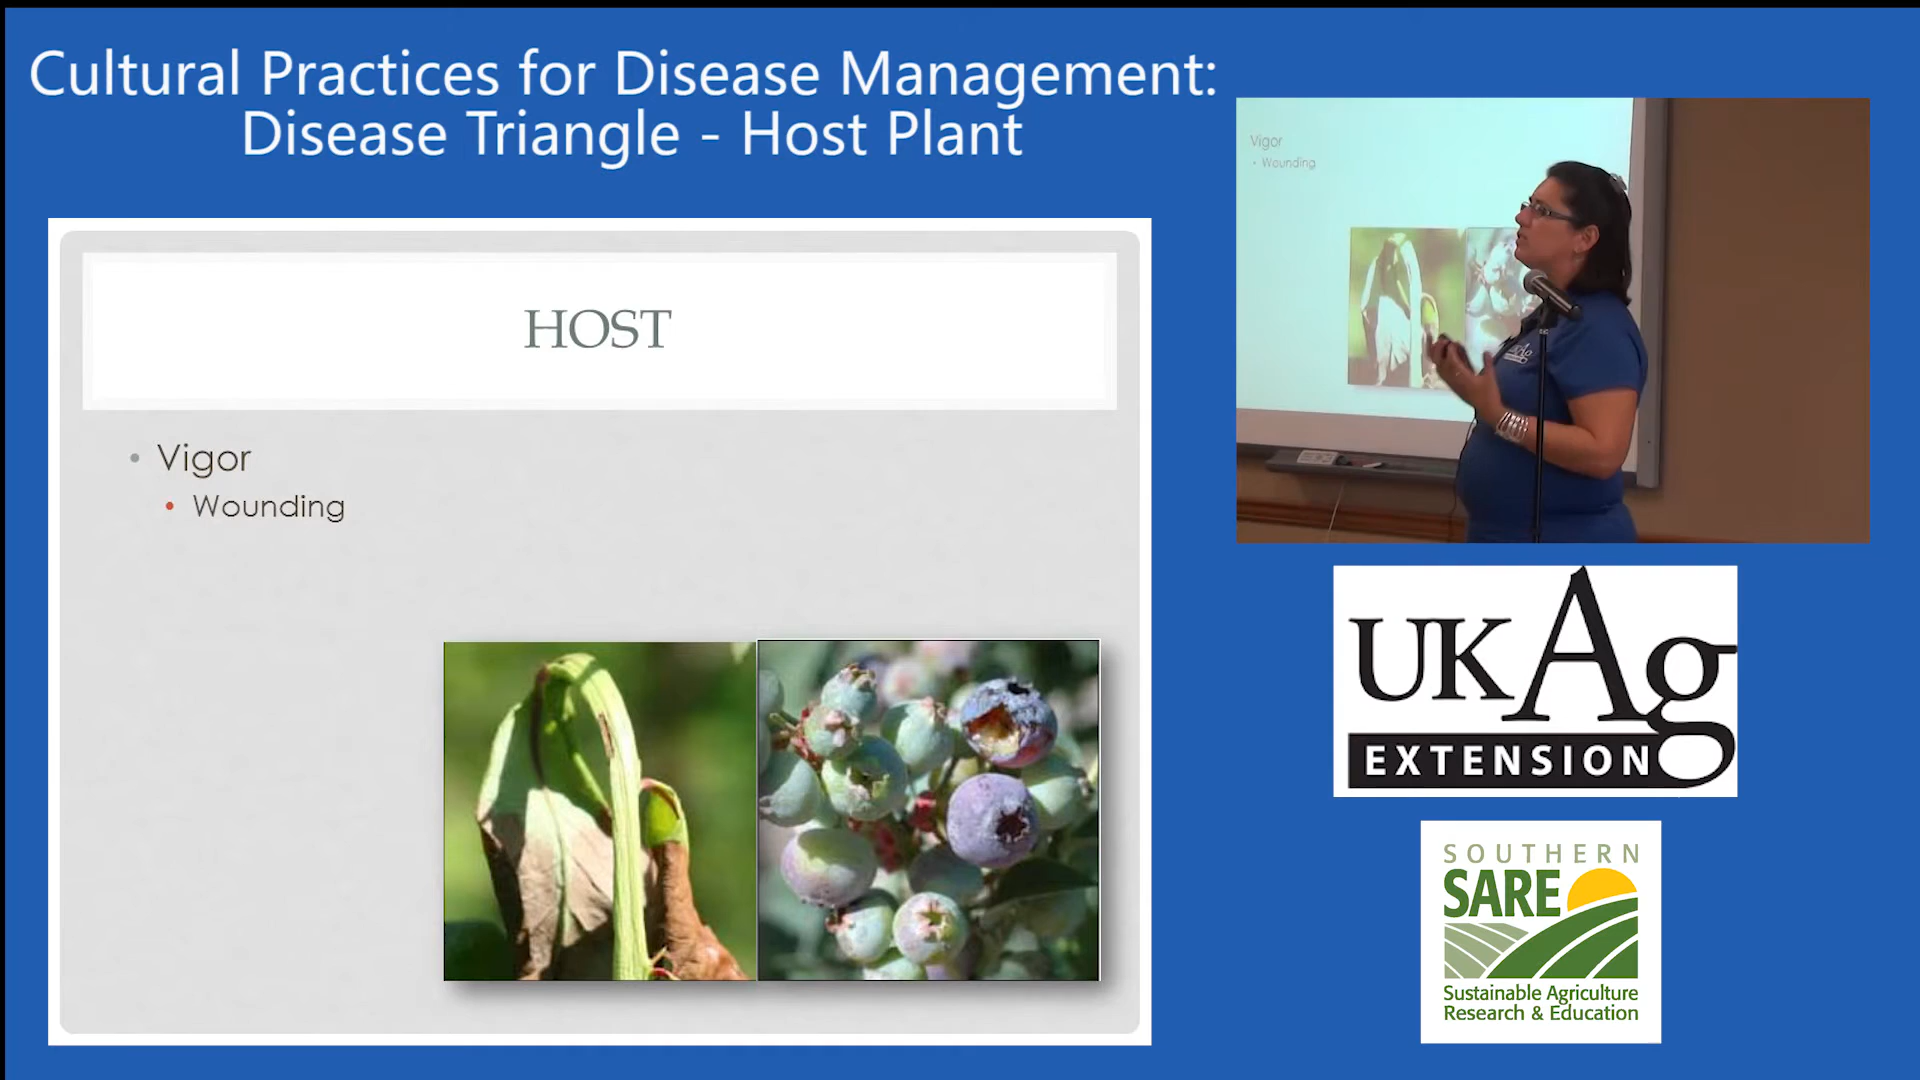 Cultural Practices for Disease Management:
Disease Triangle - Host Plant
HOST
• Vigor
• Wounding
Vigor
• Wounding
UKAg
EXTENSION
SOUTHERN
SARE
Sustainable Agriculture
Research & Education